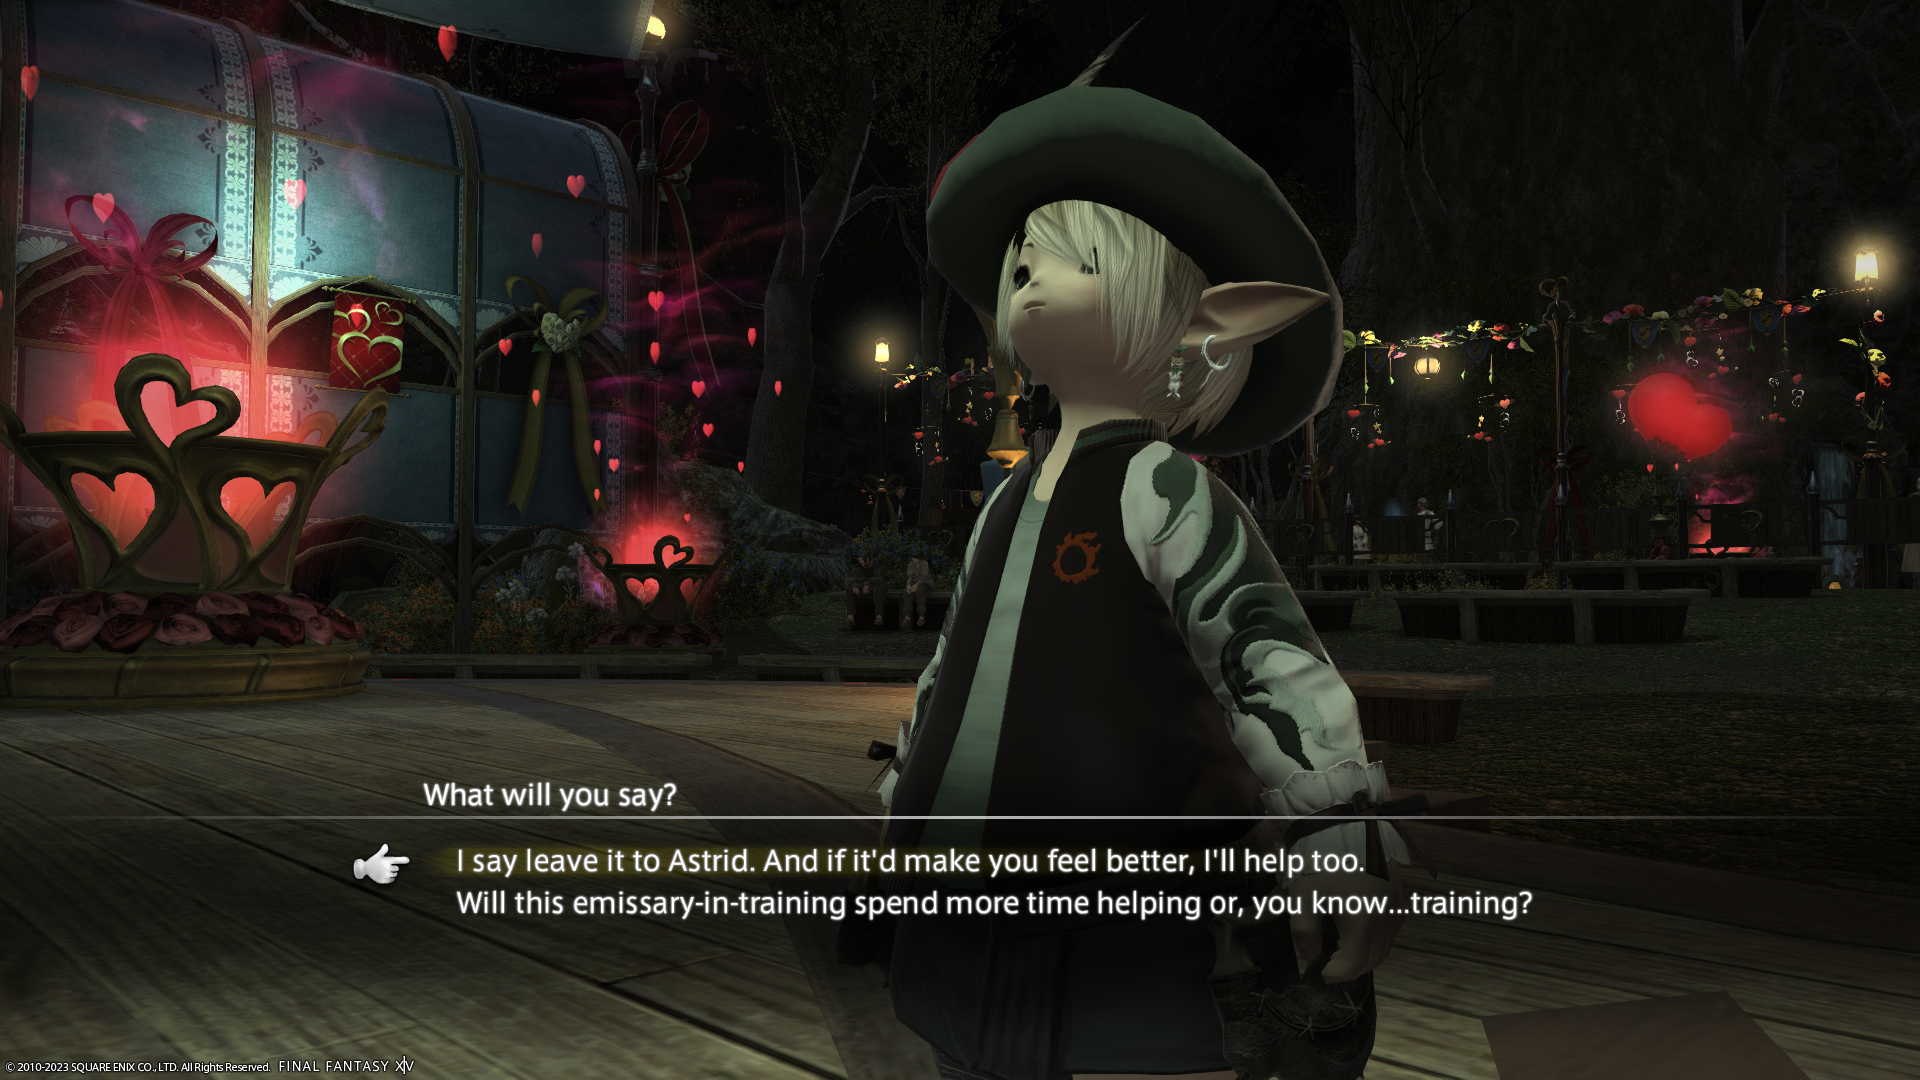 What will you say?
I say leave it to Astrid. And if it'd make you feel better, I'll help too.
Will this emissary-in-training spend more time helping or, you know...training?
© 2010-2023 SQUARE ENIX CO., LTD. All Rights Reserved. FINAL FANTASY XIV